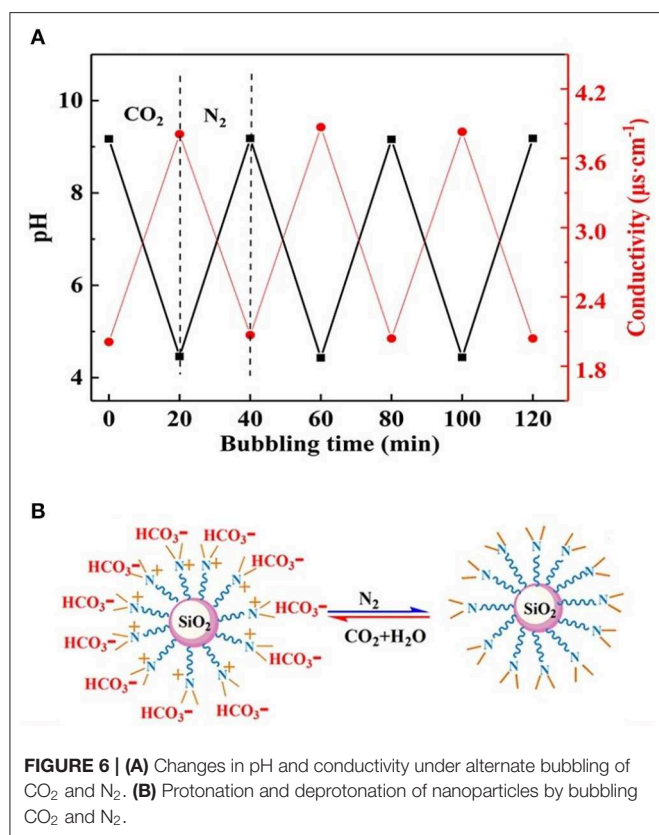 A
CO₂
N₂
10
8
6
4
pH
4.2
3.6
3.0
2.4
1.8
Conductivity (μs·cm⁻¹)
0 20 40 60 80 100 120
Bubbling time (min)
B
HCO₃⁻ HCO₃⁻
HCO₃⁻ HCO₃⁻
HCO₃⁻ HCO₃⁻
HCO₃⁻ HCO₃⁻
HCO₃⁻ HCO₃⁻
HCO₃⁻ HCO₃⁻
HCO₃⁻
N N N N N N N N N N N N
+ + + + + + + + + + + +
SiO₂
N₂
CO₂+H₂O
N N N N N N N N N N N N
SiO₂
FIGURE 6 | (A) Changes in pH and conductivity under alternate bubbling of
CO₂ and N₂. (B) Protonation and deprotonation of nanoparticles by bubbling
CO₂ and N₂.